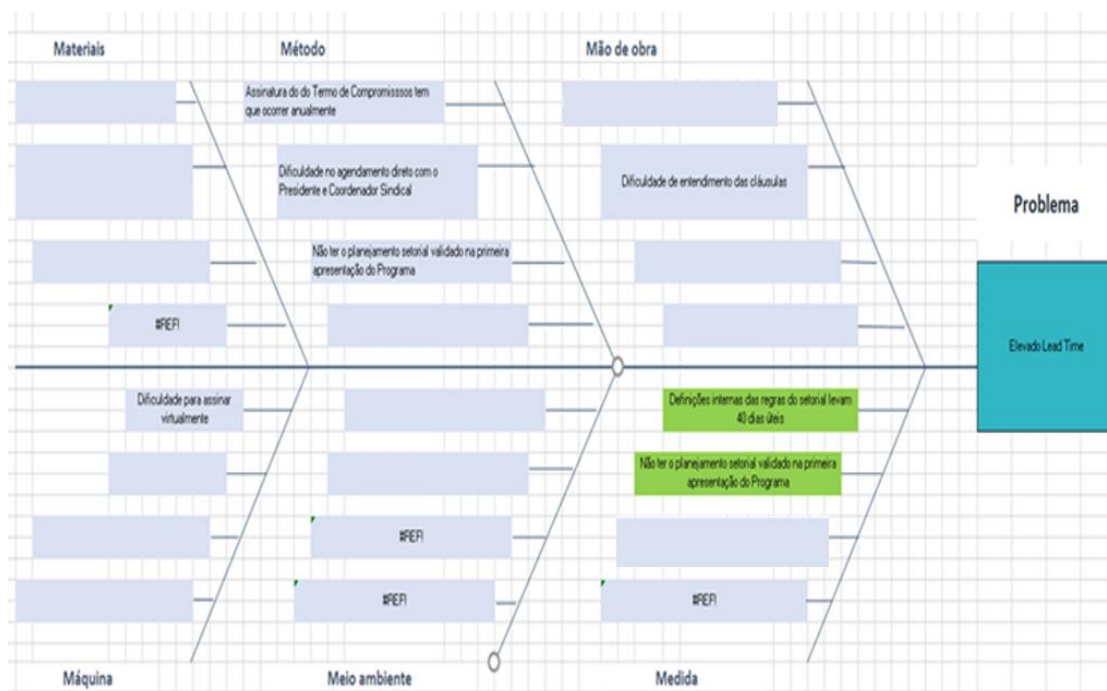 Materiais
Método
Mão de obra
Assinatura do do Termo de Compromisssos tem
que ocorrer anualmente
Dificuldade no agendamento direto com o
Presidente e Coordenador Sindical
Dificuldade de entendimento das cláusulas
Problema
Não ter o planejamento setorial validado na primeira
apresentação do Programa
#REF!
Elevado Lead Time
Dificuldade para assinar
virtualmente
Definições internas das regras do setorial levam
40 dias úteis
Não ter o planejamento setorial validado na primeira
apresentação do Programa
#REF!
#REF!
#REF!
Máquina
Meio ambiente
Medida